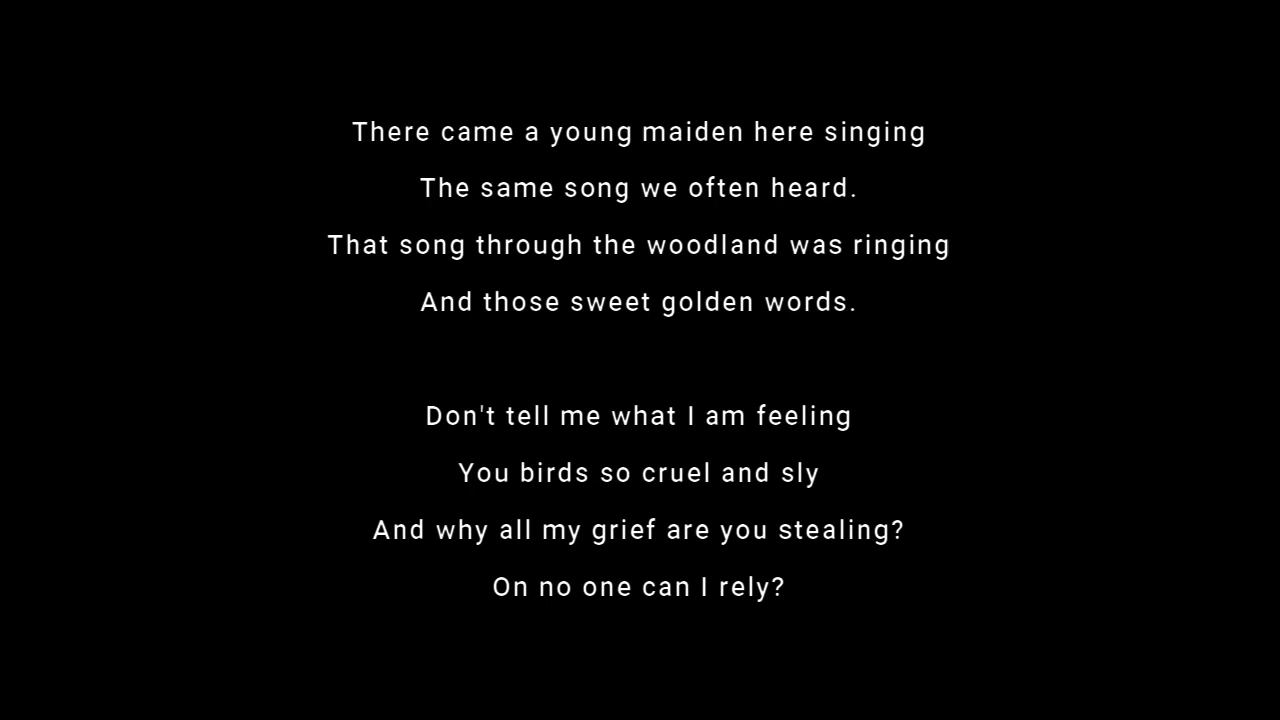 There came a young maiden here singing
The same song we often heard.
That song through the woodland was ringing
And those sweet golden words.
Don't tell me what I am feeling
You birds so cruel and sly
And why all my grief are you stealing?
On no one can I rely?